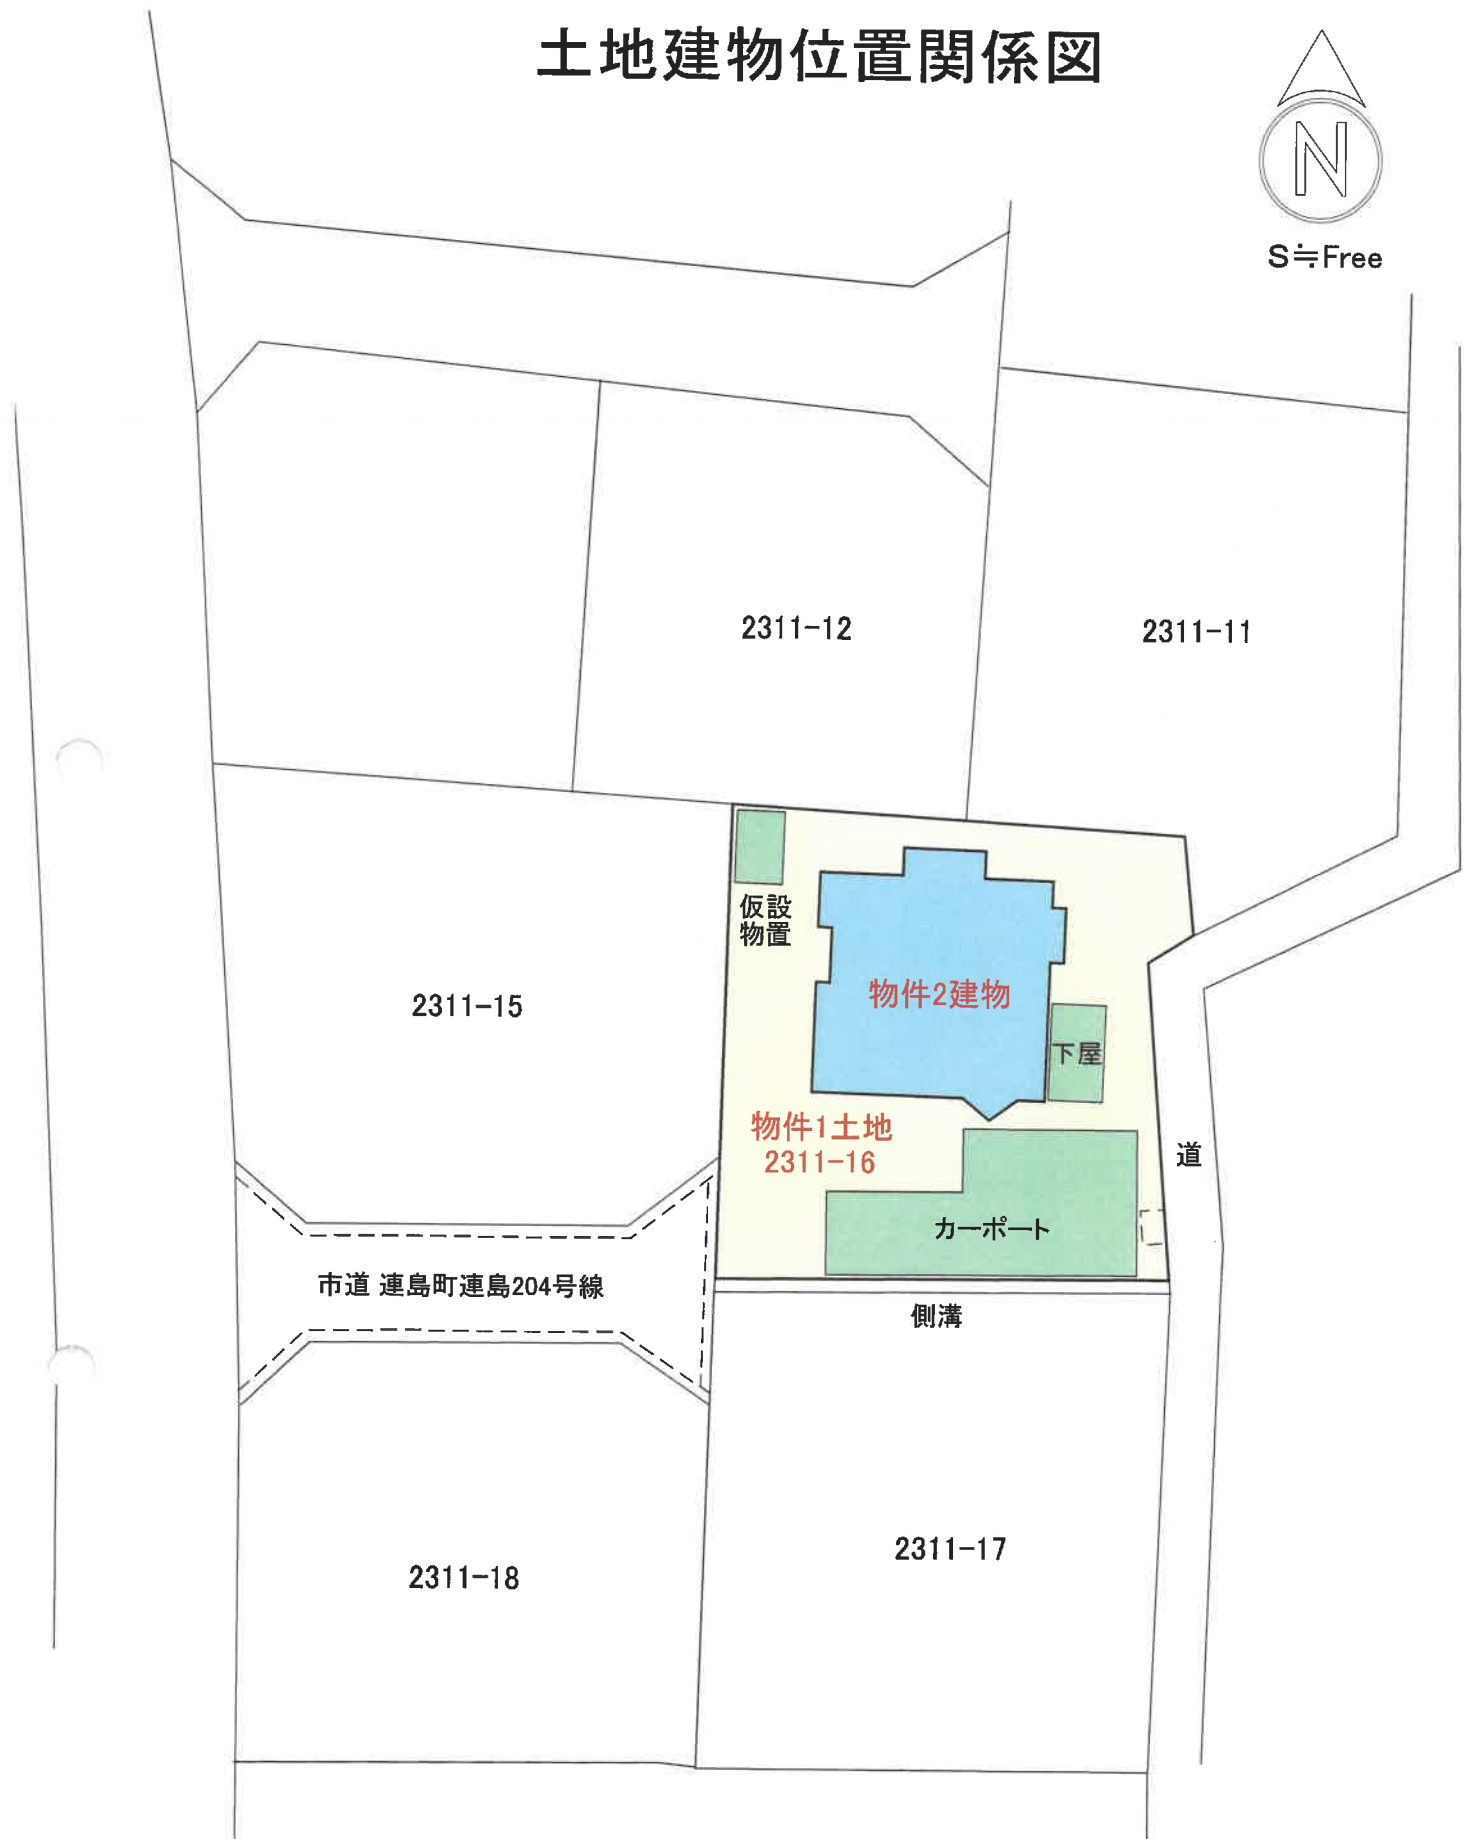 土地建物位置関係図
N
S≒Free
2311-12
2311-11
仮設
物置
物件2建物
2311-15
下屋
物件1土地
2311-16
道
カーポート
市道 連島町連島204号線
側溝
2311-17
2311-18